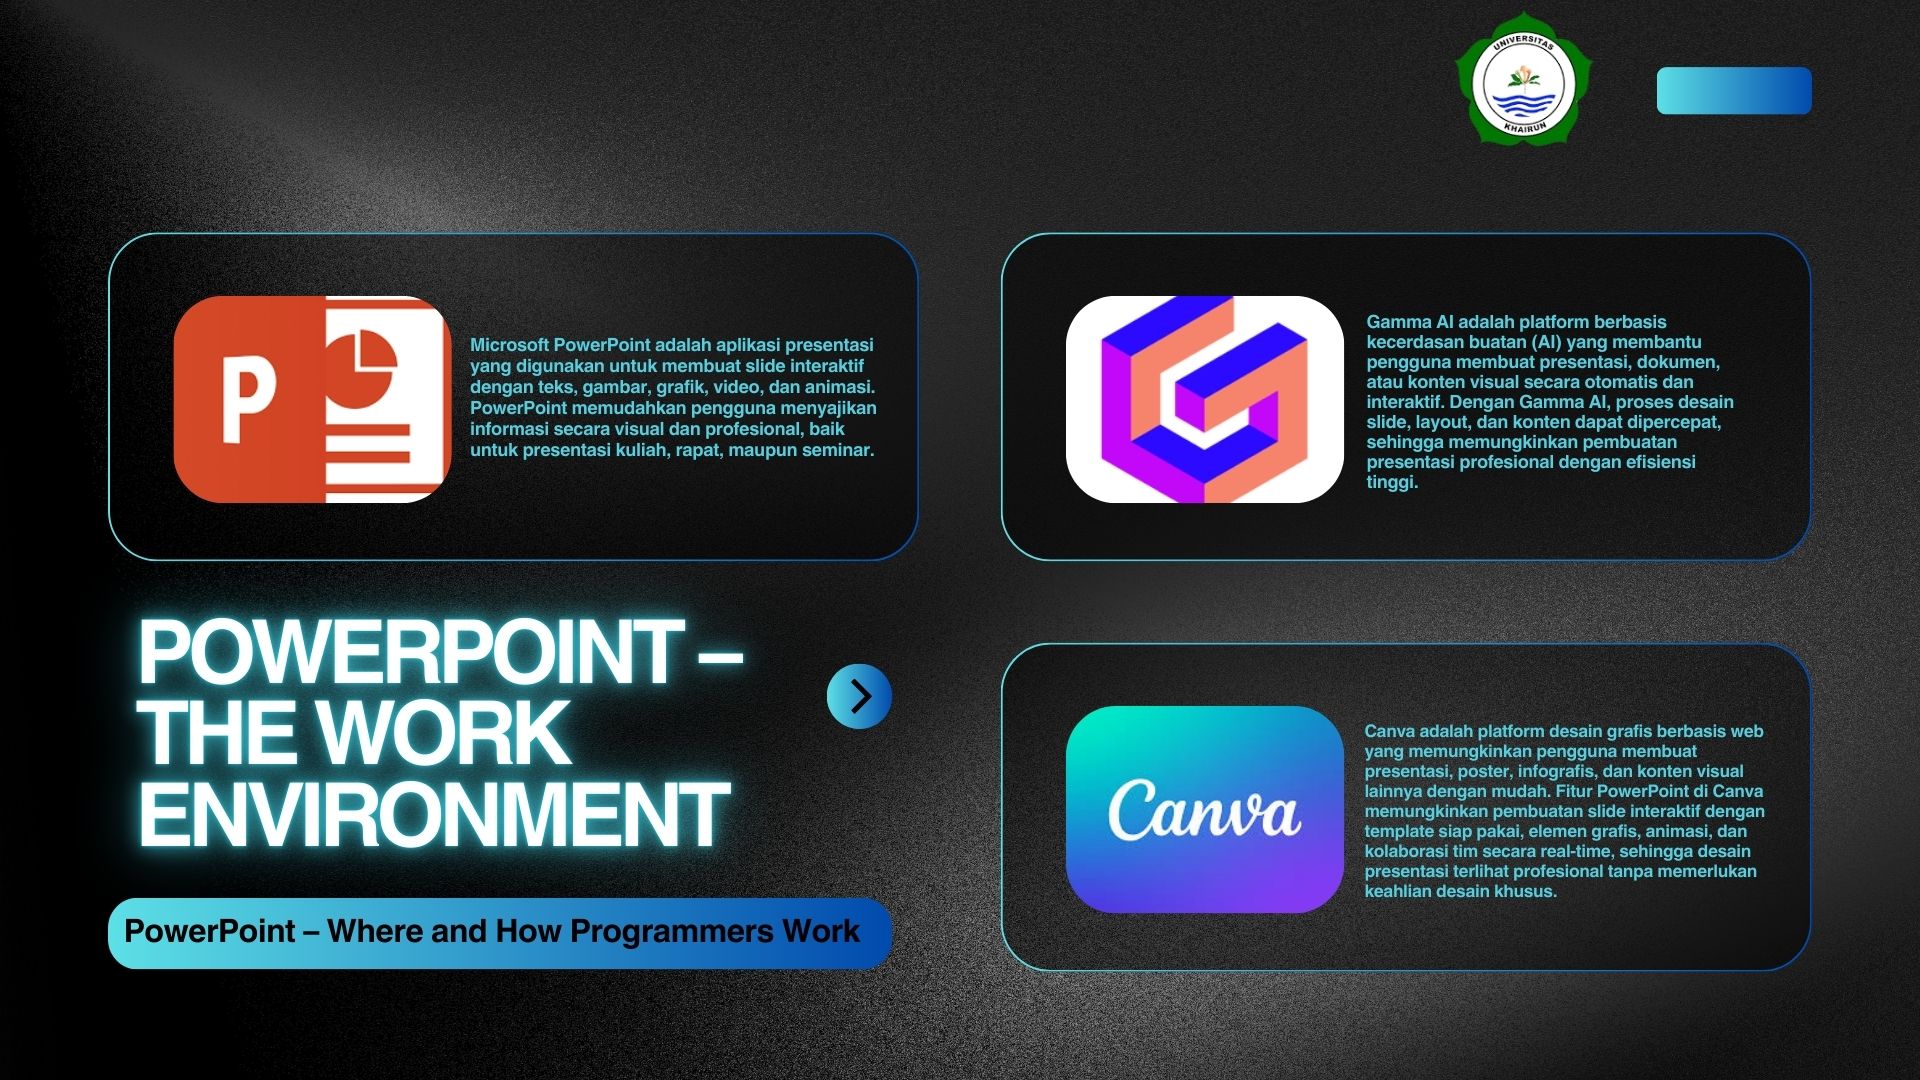 UNIVERSITAS
KHAIRUN
P
Microsoft PowerPoint adalah aplikasi presentasi
yang digunakan untuk membuat slide interaktif
dengan teks, gambar, grafik, video, dan animasi.
PowerPoint memudahkan pengguna menyajikan
informasi secara visual dan profesional, baik
untuk presentasi kuliah, rapat, maupun seminar.
Gamma AI adalah platform berbasis
kecerdasan buatan (AI) yang membantu
pengguna membuat presentasi, dokumen,
atau konten visual secara otomatis dan
interaktif. Dengan Gamma AI, proses desain
slide, layout, dan konten dapat dipercepat,
sehingga memungkinkan pembuatan
presentasi profesional dengan efisiensi
tinggi.
POWERPOINT –
THE WORK
ENVIRONMENT
PowerPoint – Where and How Programmers Work
Canva
Canva adalah platform desain grafis berbasis web
yang memungkinkan pengguna membuat
presentasi, poster, infografis, dan konten visual
lainnya dengan mudah. Fitur PowerPoint di Canva
memungkinkan pembuatan slide interaktif dengan
template siap pakai, elemen grafis, animasi, dan
kolaborasi tim secara real-time, sehingga desain
presentasi terlihat profesional tanpa memerlukan
keahlian desain khusus.